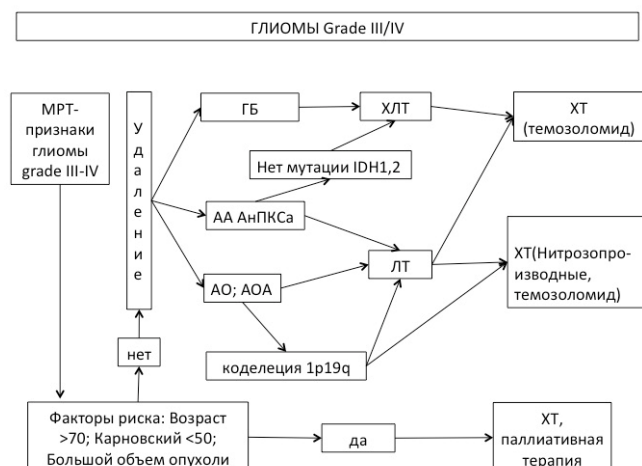 ГЛИОМЫ Grade III/IV
МРТ-
признаки
глиомы
grade III-IV
Удаление
ГБ
ХЛТ
ХТ
(темозоломид)
Нет мутации IDH1,2
АА АнПКСа
ЛТ
ХТ(Нитрозопро-
изводные,
темозоломид)
АО; АОА
коделеция 1p19q
нет
Факторы риска: Возраст
>70; Карновский <50;
Большой объем опухоли
да
ХТ,
паллиативная
терапия